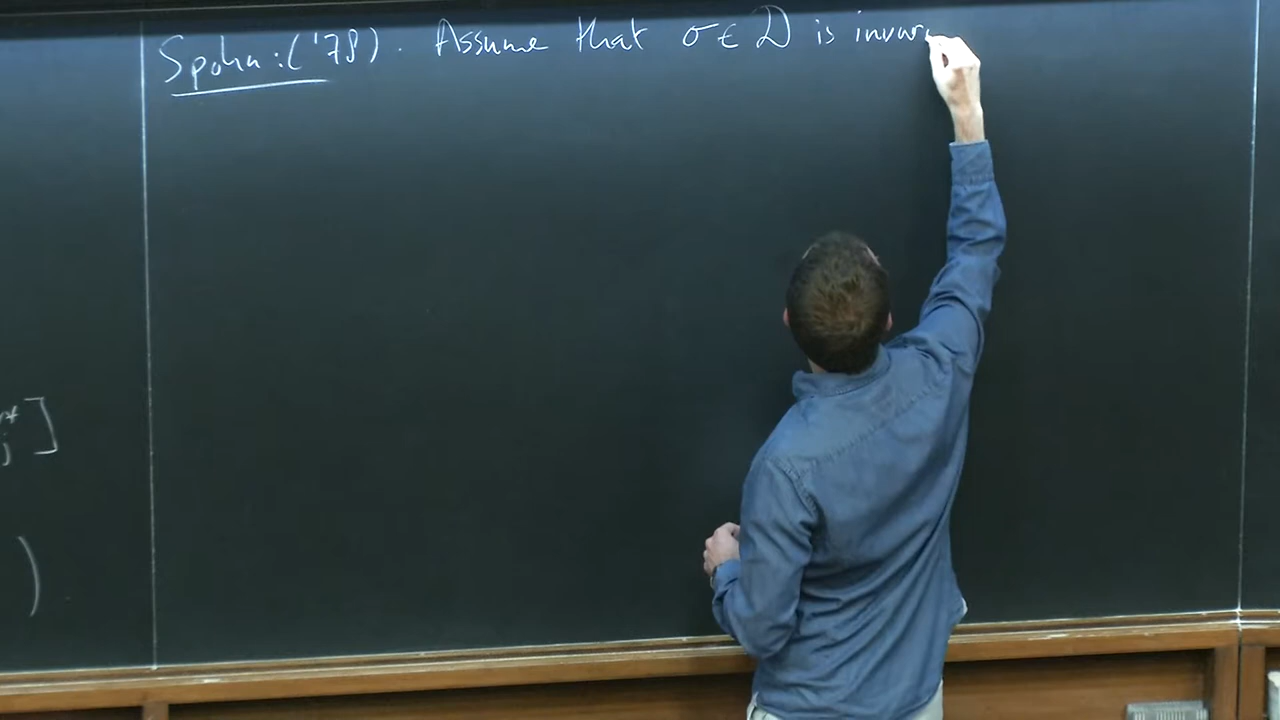 Spohn: ('78). Assume that σ ∈ D is invar
]
)